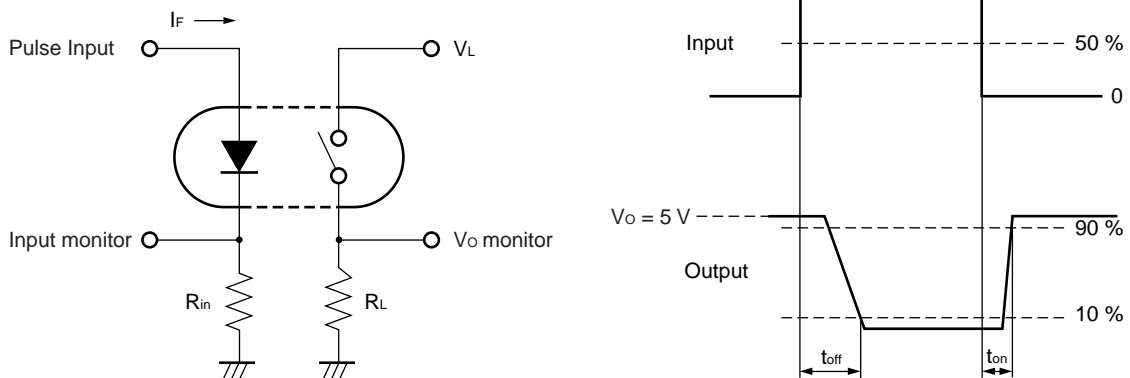 IF
Pulse Input
VL
Input monitor
VO monitor
Rin
RL
Input
50 %
0
VO = 5 V
90 %
Output
10 %
toff
ton